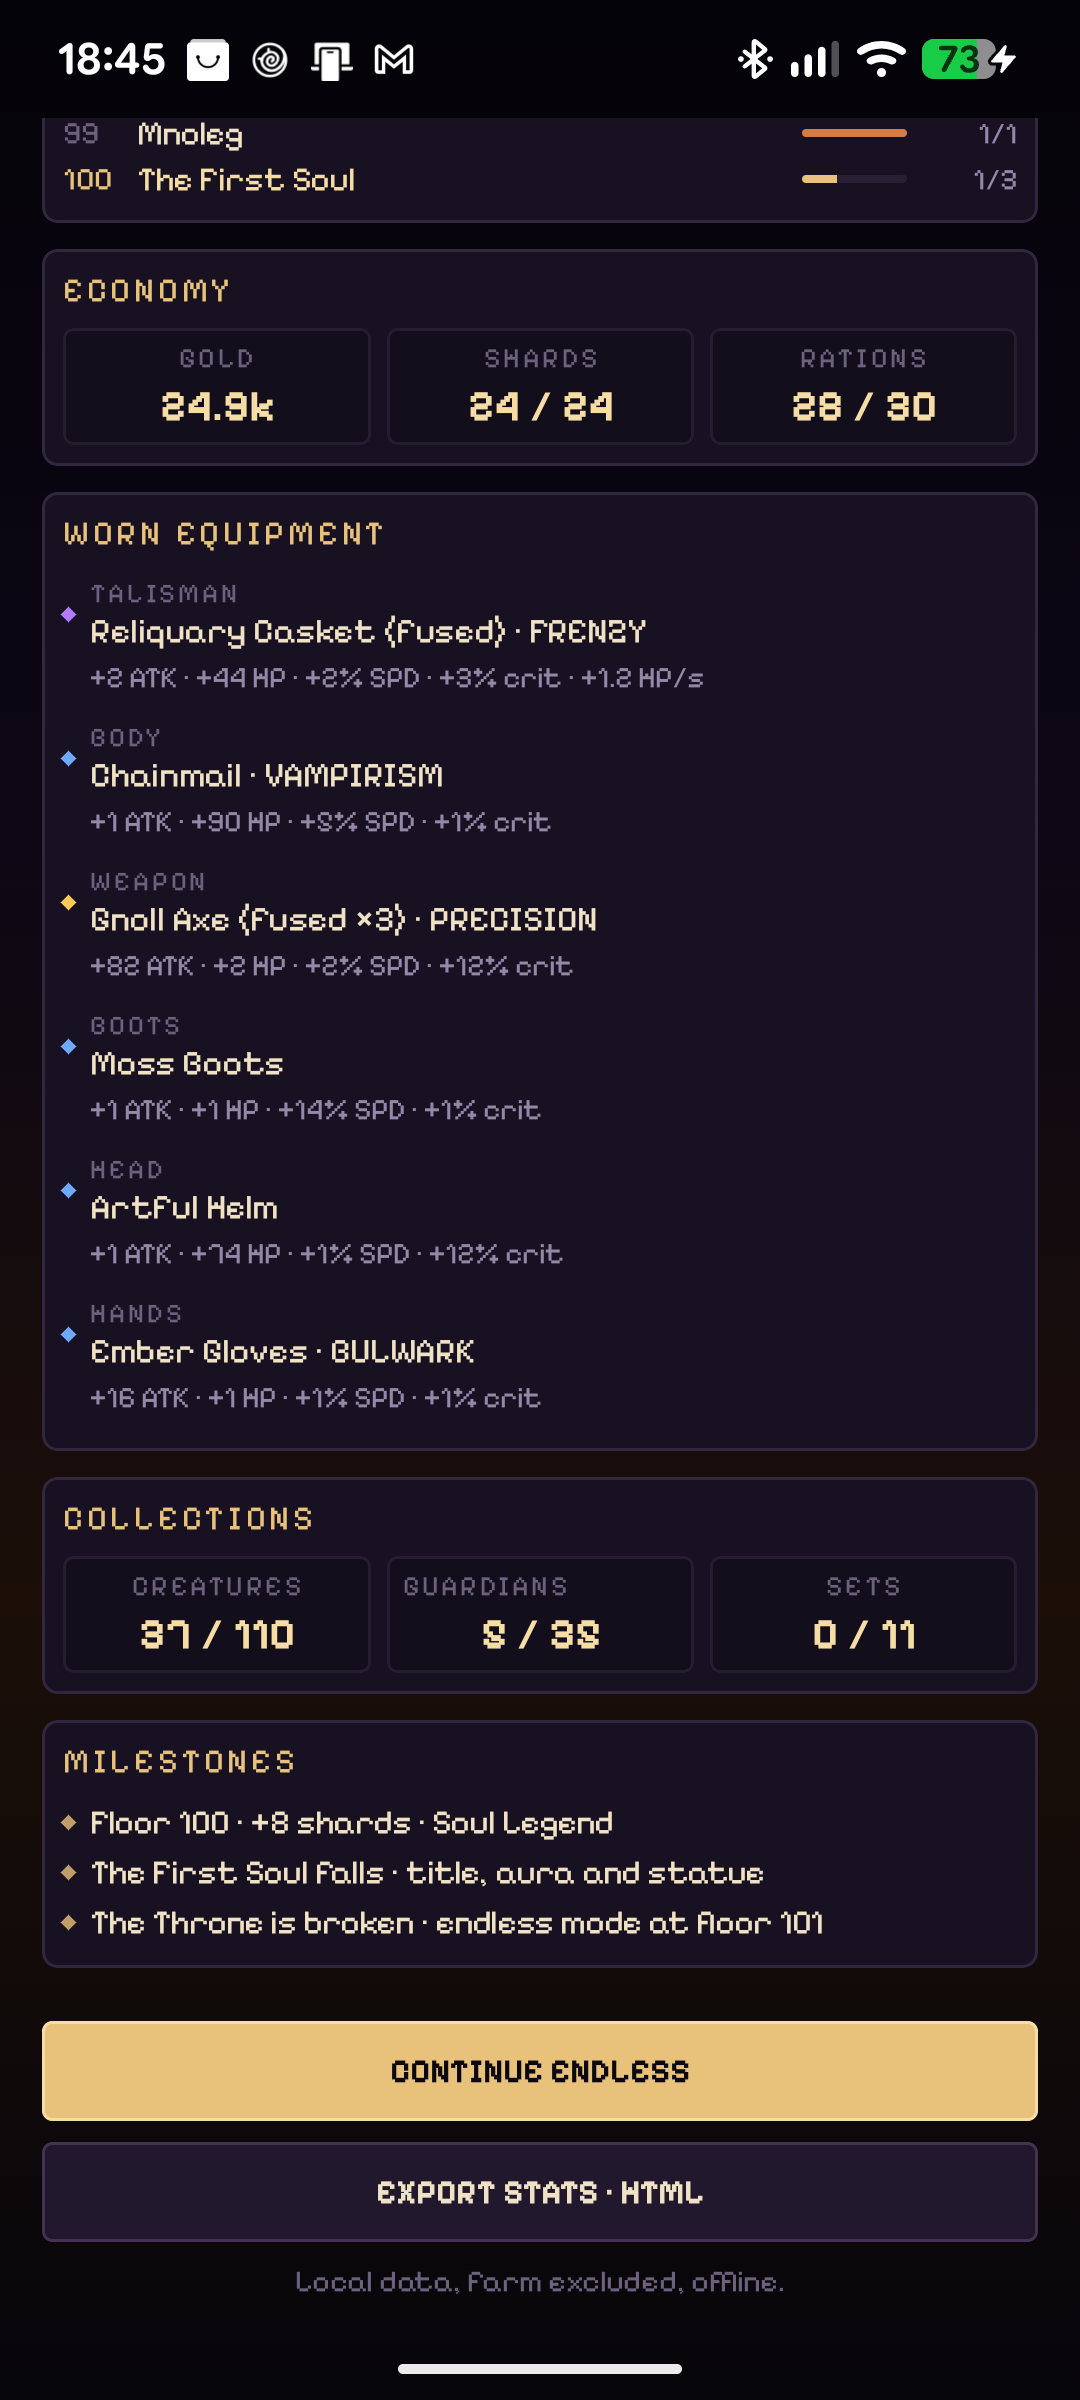 18:45
73
99 Mnoleg 1/1
100 The First Soul 1/3
ECONOMY
GOLD SHARDS RATIONS
24.9k 24 / 24 28 / 30
WORN EQUIPMENT
TALISMAN
Reliquary Casket (fused) · FRENZY
+2 ATK · +44 HP · +2% SPD · +3% crit · +1.2 HP/s
BODY
Chainmail · VAMPIRISM
+1 ATK · +90 HP · +5% SPD · +1% crit
WEAPON
Gnoll Axe (fused ×3) · PRECISION
+82 ATK · +2 HP · +2% SPD · +12% crit
BOOTS
Moss Boots
+1 ATK · +1 HP · +14% SPD · +1% crit
HEAD
Artful Helm
+1 ATK · +74 HP · +1% SPD · +12% crit
HANDS
Ember Gloves · BULWARK
+16 ATK · +1 HP · +1% SPD · +1% crit
COLLECTIONS
CREATURES GUARDIANS SETS
37 / 110 5 / 35 0 / 11
MILESTONES
Floor 100 · +8 shards · Soul Legend
The First Soul falls · title, aura and statue
The Throne is broken · endless mode at floor 101
CONTINUE ENDLESS
EXPORT STATS · HTML
Local data, farm excluded, offline.